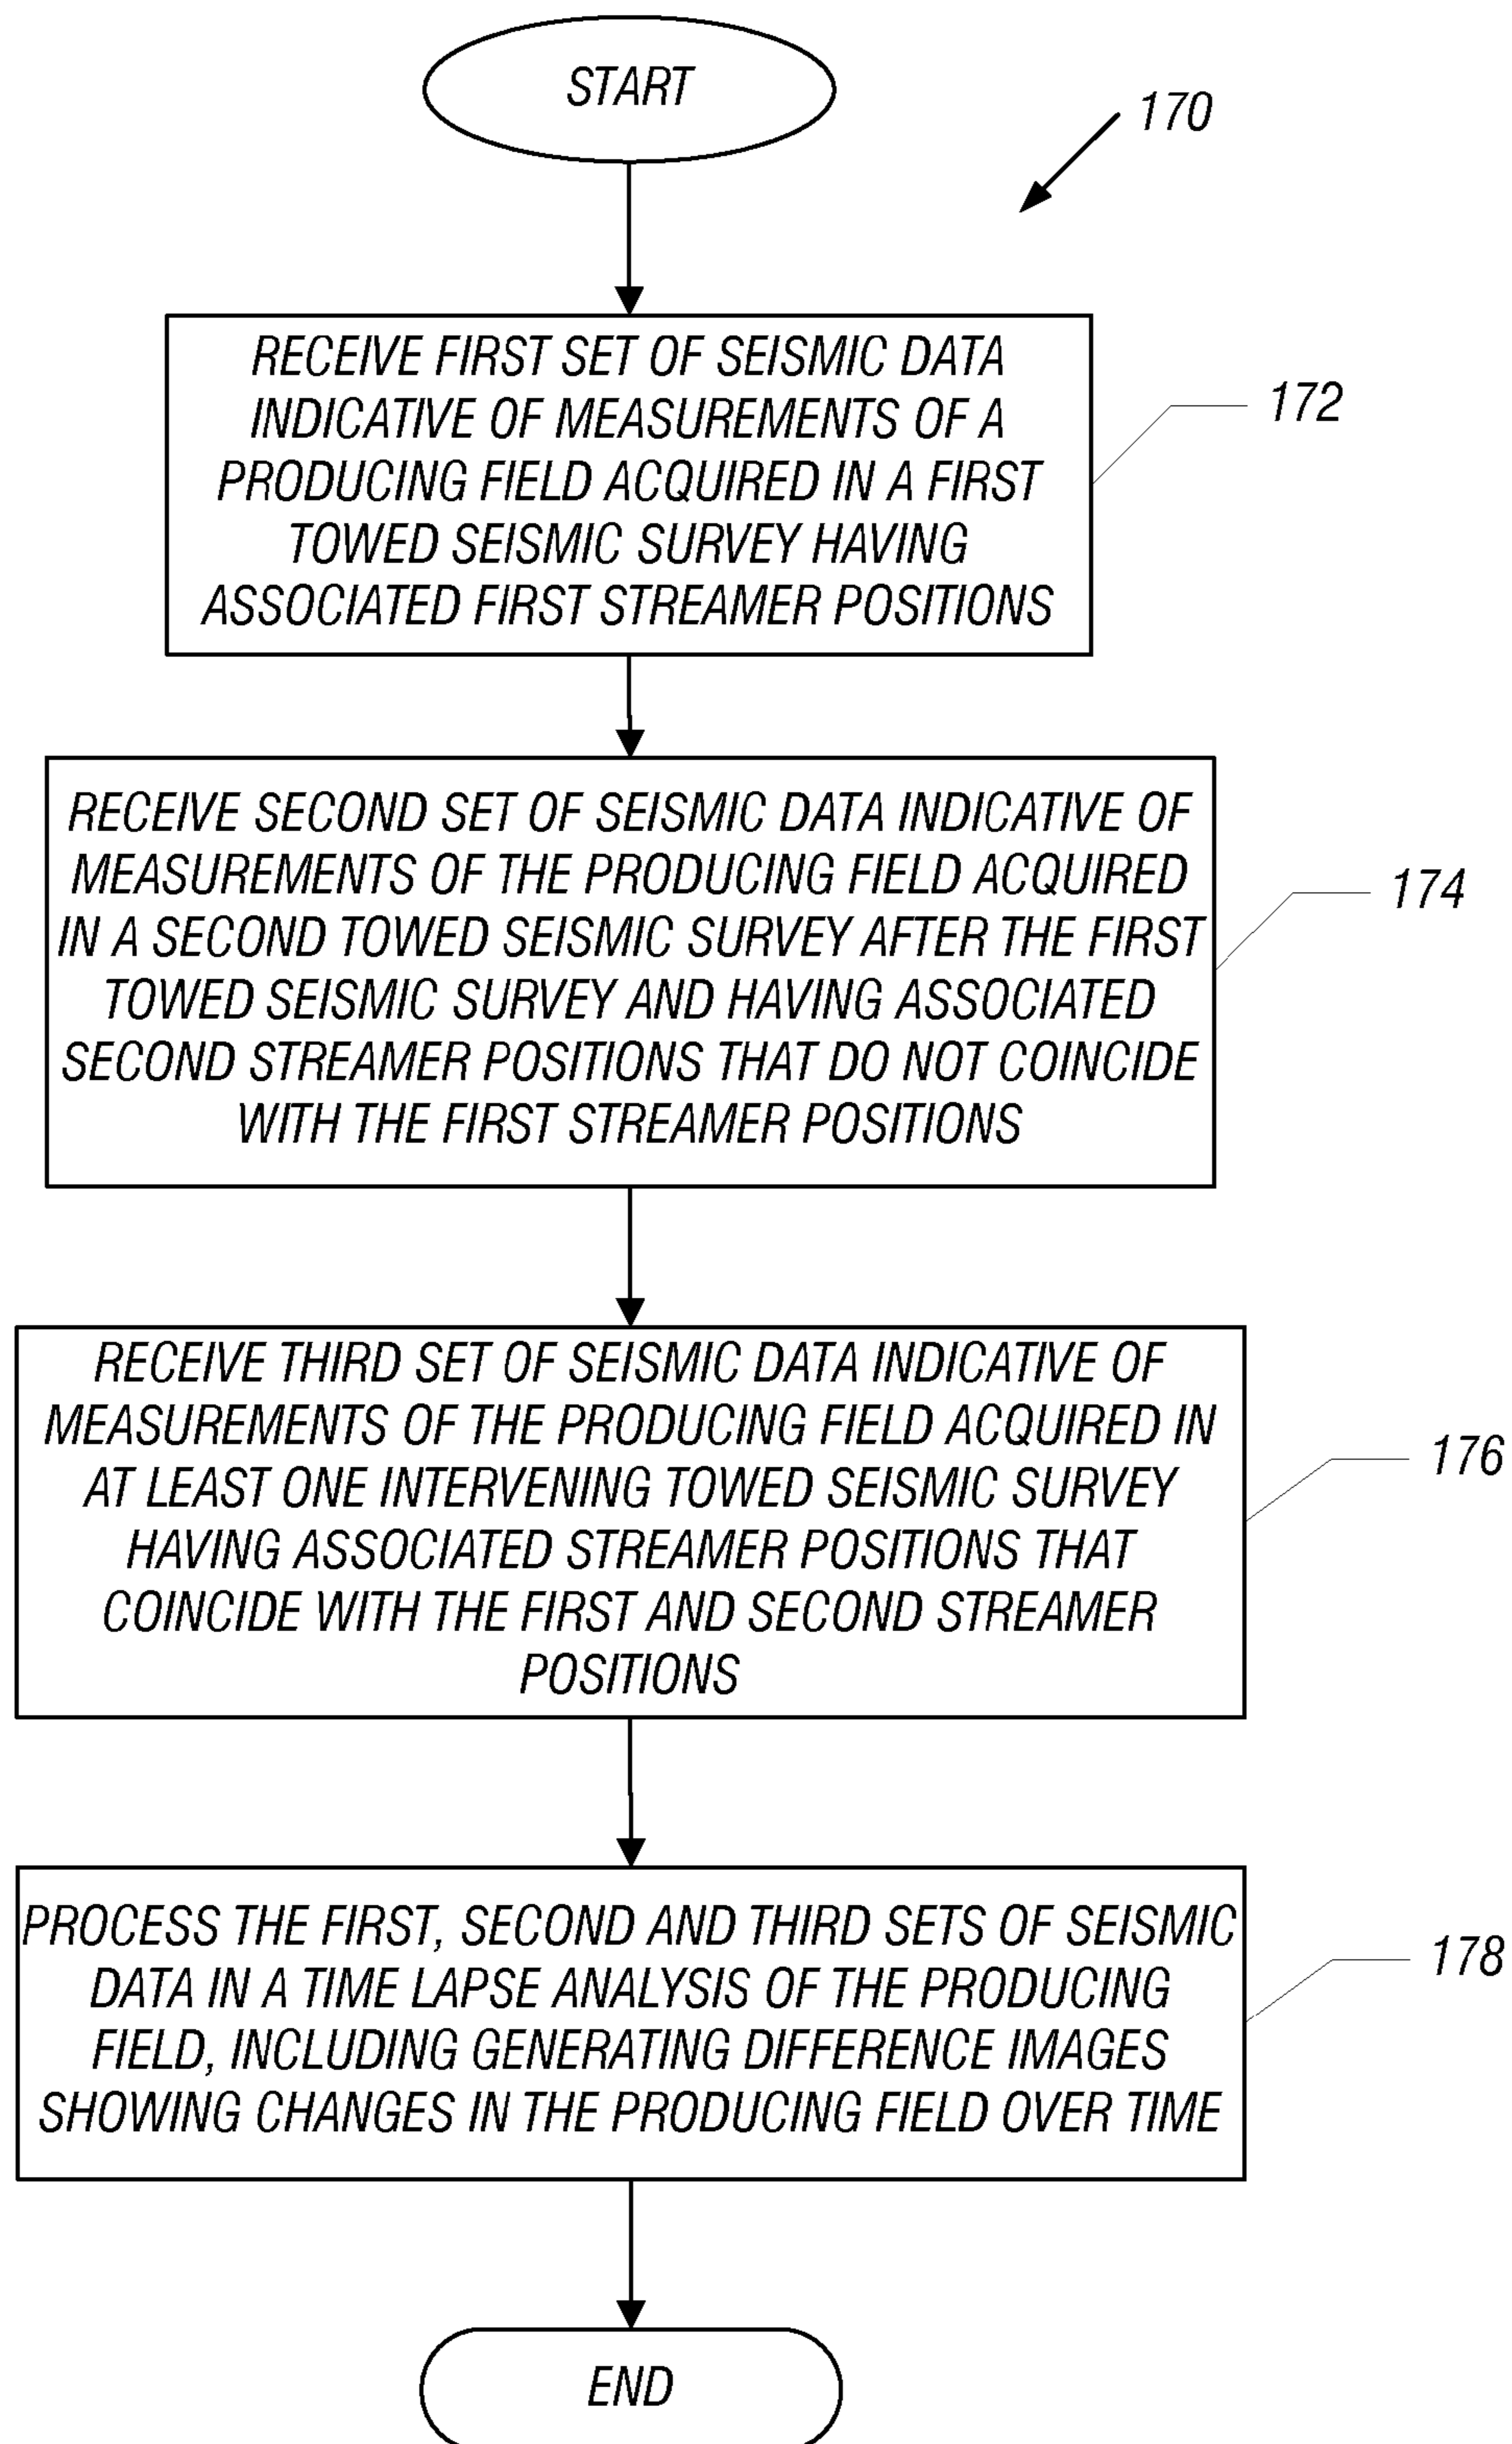 START
170
RECEIVE FIRST SET OF SEISMIC DATA
INDICATIVE OF MEASUREMENTS OF A
PRODUCING FIELD ACQUIRED IN A FIRST
TOWED SEISMIC SURVEY HAVING
ASSOCIATED FIRST STREAMER POSITIONS
172
RECEIVE SECOND SET OF SEISMIC DATA INDICATIVE OF
MEASUREMENTS OF THE PRODUCING FIELD ACQUIRED
IN A SECOND TOWED SEISMIC SURVEY AFTER THE FIRST
TOWED SEISMIC SURVEY AND HAVING ASSOCIATED
SECOND STREAMER POSITIONS THAT DO NOT COINCIDE
WITH THE FIRST STREAMER POSITIONS
174
RECEIVE THIRD SET OF SEISMIC DATA INDICATIVE OF
MEASUREMENTS OF THE PRODUCING FIELD ACQUIRED IN
AT LEAST ONE INTERVENING TOWED SEISMIC SURVEY
HAVING ASSOCIATED STREAMER POSITIONS THAT
COINCIDE WITH THE FIRST AND SECOND STREAMER
POSITIONS
176
PROCESS THE FIRST, SECOND AND THIRD SETS OF SEISMIC
DATA IN A TIME LAPSE ANALYSIS OF THE PRODUCING
FIELD, INCLUDING GENERATING DIFFERENCE IMAGES
SHOWING CHANGES IN THE PRODUCING FIELD OVER TIME
178
END